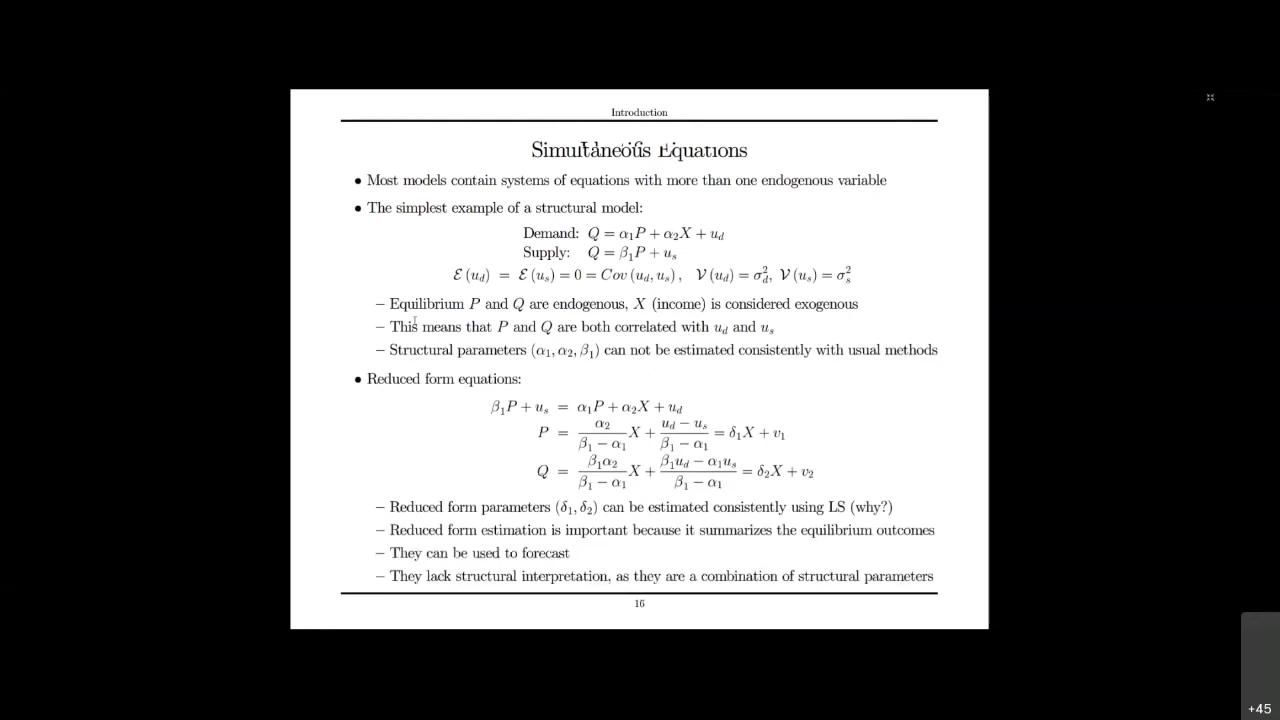 Introduction
Simultaneous Equations
• Most models contain systems of equations with more than one endogenous variable
• The simplest example of a structural model:
Demand: Q = α₁P + α₂X + u_d
Supply: Q = β₁P + u_s
ℰ (u_d) = ℰ (u_s) = 0 = Cov (u_d, u_s) , 𝒱 (u_d) = σ_d², 𝒱 (u_s) = σ_s²
– Equilibrium P and Q are endogenous, X (income) is considered exogenous
– This means that P and Q are both correlated with u_d and u_s
– Structural parameters (α₁, α₂, β₁) can not be estimated consistently with usual methods
• Reduced form equations:
β₁P + u_s = α₁P + α₂X + u_d
P = α₂/(β₁ − α₁) X + (u_d − u_s)/(β₁ − α₁) = δ₁X + v₁
Q = β₁α₂/(β₁ − α₁) X + (β₁u_d − α₁u_s)/(β₁ − α₁) = δ₂X + v₂
– Reduced form parameters (δ₁, δ₂) can be estimated consistently using LS (why?)
– Reduced form estimation is important because it summarizes the equilibrium outcomes
– They can be used to forecast
– They lack structural interpretation, as they are a combination of structural parameters
16
+45